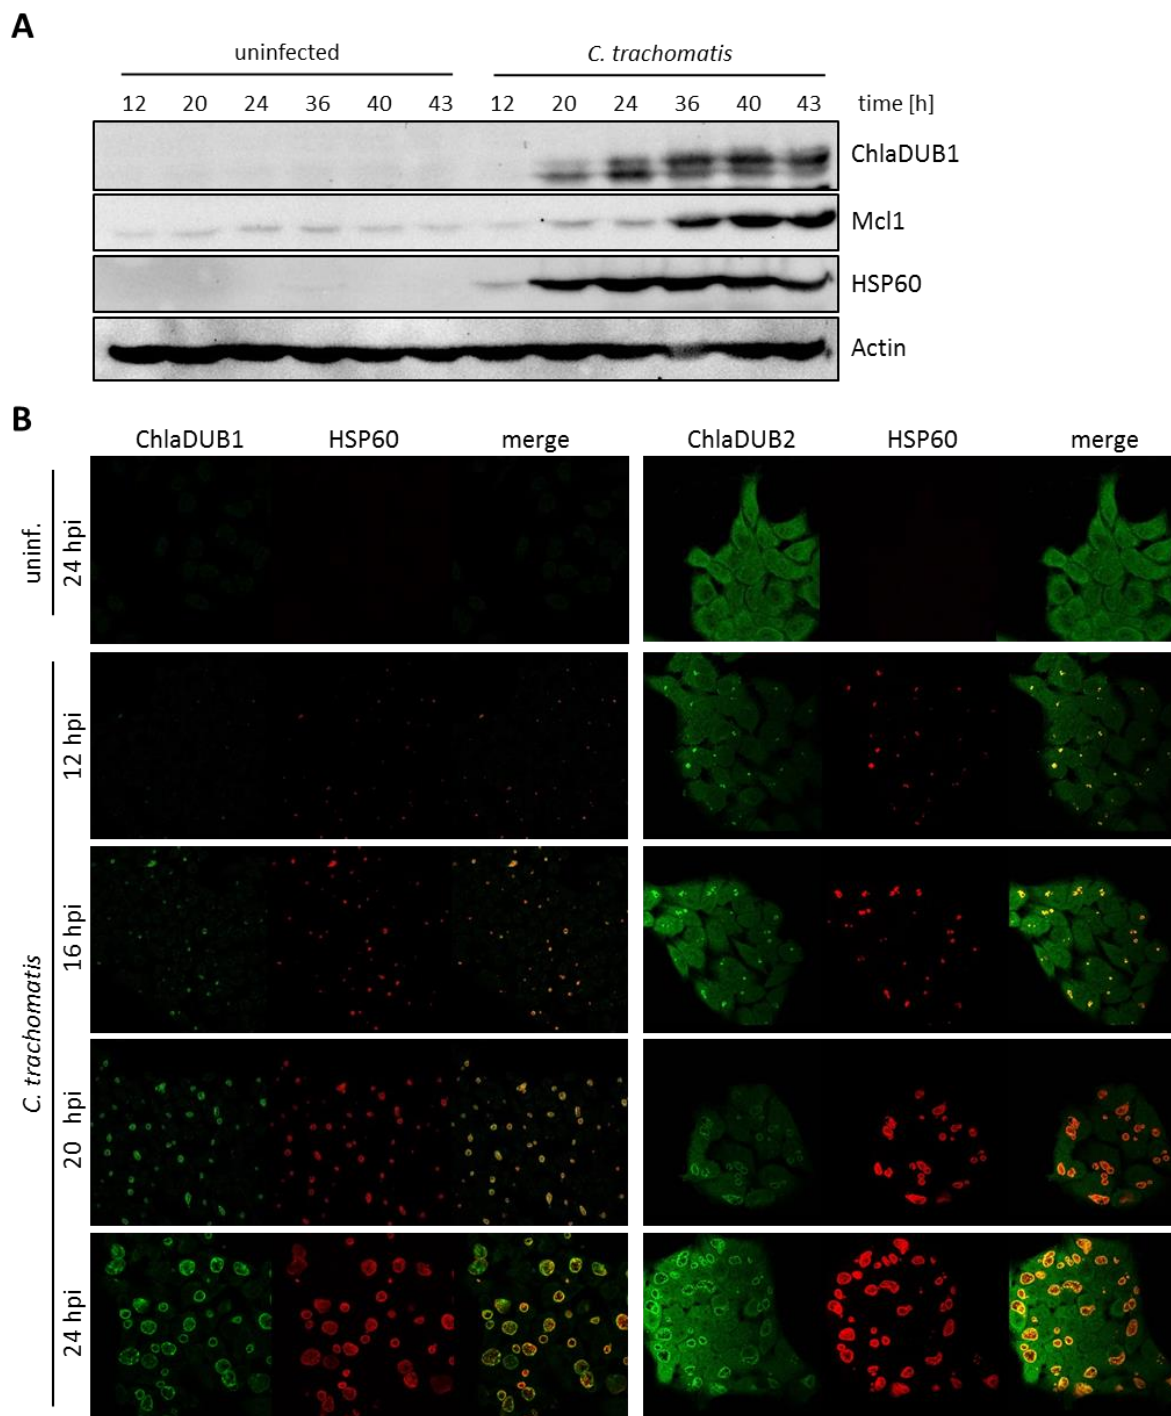 A
uninfected C. trachomatis
12 20 24 36 40 43 12 20 24 36 40 43 time [h]
ChlaDUB1
Mcl1
HSP60
Actin
B
ChlaDUB1 HSP60 merge ChlaDUB2 HSP60 merge
uninf.
24 hpi
C. trachomatis
12 hpi
16 hpi
20 hpi
24 hpi